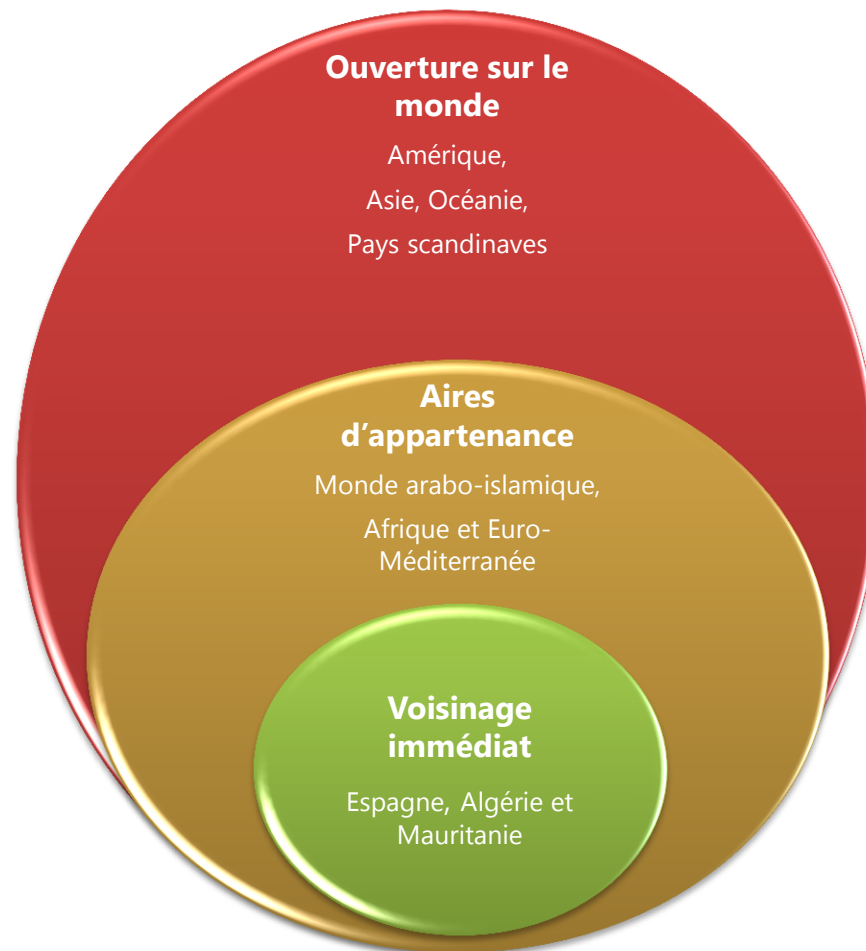 Ouverture sur le
monde
Amérique,
Asie, Océanie,
Pays scandinaves
Aires
d’appartenance
Monde arabo-islamique,
Afrique et Euro-
Méditerranée
Voisinage
immédiat
Espagne, Algérie et
Mauritanie